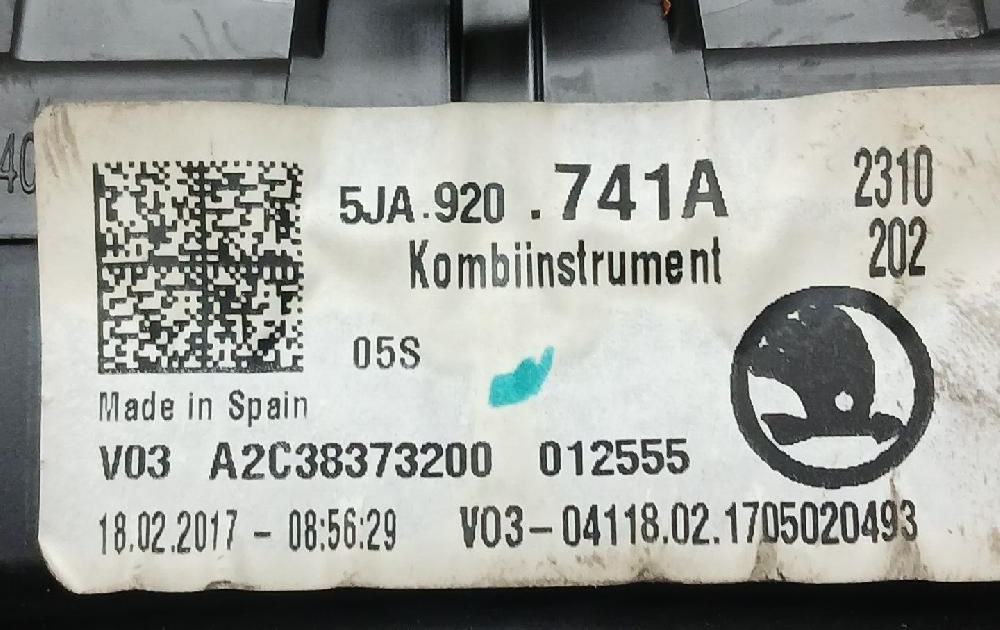 40
5JA.920 .741A 2310
Kombiinstrument 202
05S
Made in Spain
V03 A2C38373200 012555
18.02.2017 - 08:56:29 V03-04118.02.1705020493